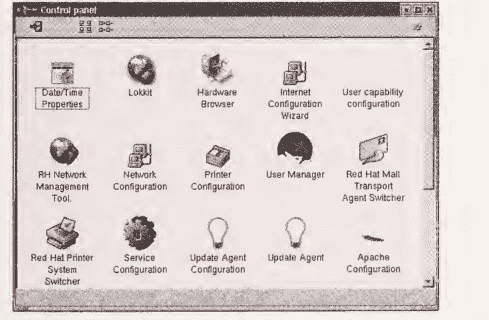 Control panel
Date/Time
Properties
Lokkit
Hardware
Browser
Internet
Configuration
Wizard
User capability
configuration
RH Network
Management
Tool.
Network
Configuration
Printer
Configuration
User Manager
Red Hat Mail
Transport
Agent Switcher
Red Hat Printer
System
Switcher
Service
Configuration
Update Agent
Configuration
Update Agent
Apache
Configuration